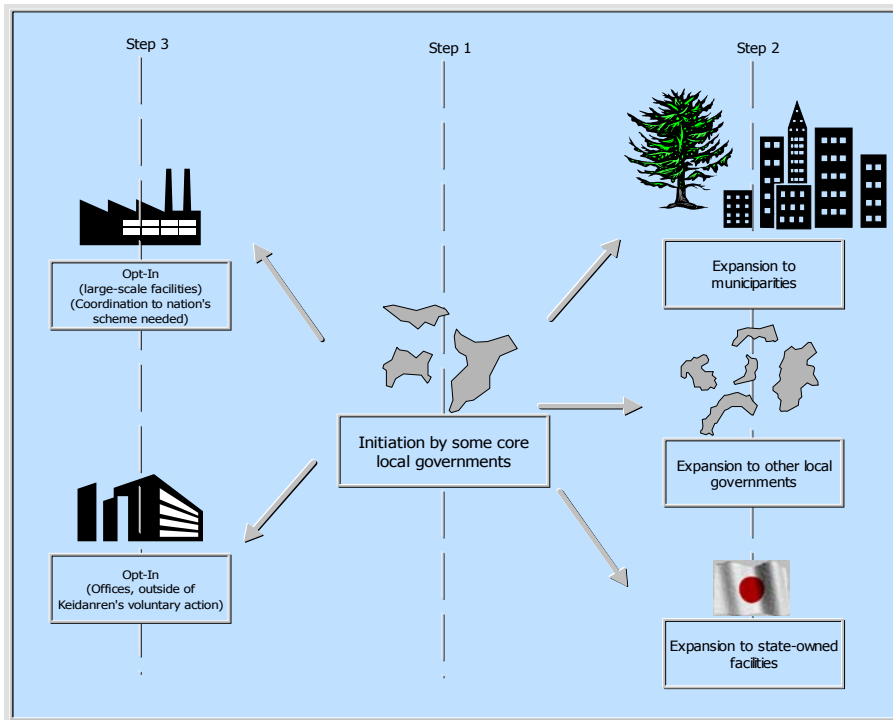 Step 3
Step 1
Step 2
Opt-In
(large-scale facilities)
(Coordination to nation's
scheme needed)
Expansion to
municiparities
Initiation by some core
local governments
Expansion to other local
governments
Opt-In
(Offices, outside of
Keidanren's voluntary action)
Expansion to state-owned
facilities